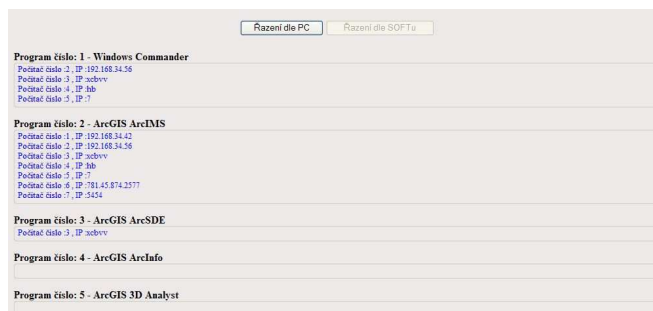 Řazení dle PC Řazení dle SOFTu
Program číslo: 1 - Windows Commander
Počítač číslo :2 , IP :192.168.34.56
Počítač číslo :3 , IP :xcbvv
Počítač číslo :4 , IP :hb
Počítač číslo :5 , IP :7
Program číslo: 2 - ArcGIS ArcIMS
Počítač číslo :1 , IP :192.168.34.42
Počítač číslo :2 , IP :192.168.34.56
Počítač číslo :3 , IP :xcbvv
Počítač číslo :4 , IP :hb
Počítač číslo :5 , IP :7
Počítač číslo :6 , IP :781.45.874.2577
Počítač číslo :7 , IP :5454
Program číslo: 3 - ArcGIS ArcSDE
Počítač číslo :3 , IP :xcbvv
Program číslo: 4 - ArcGIS ArcInfo
Program číslo: 5 - ArcGIS 3D Analyst